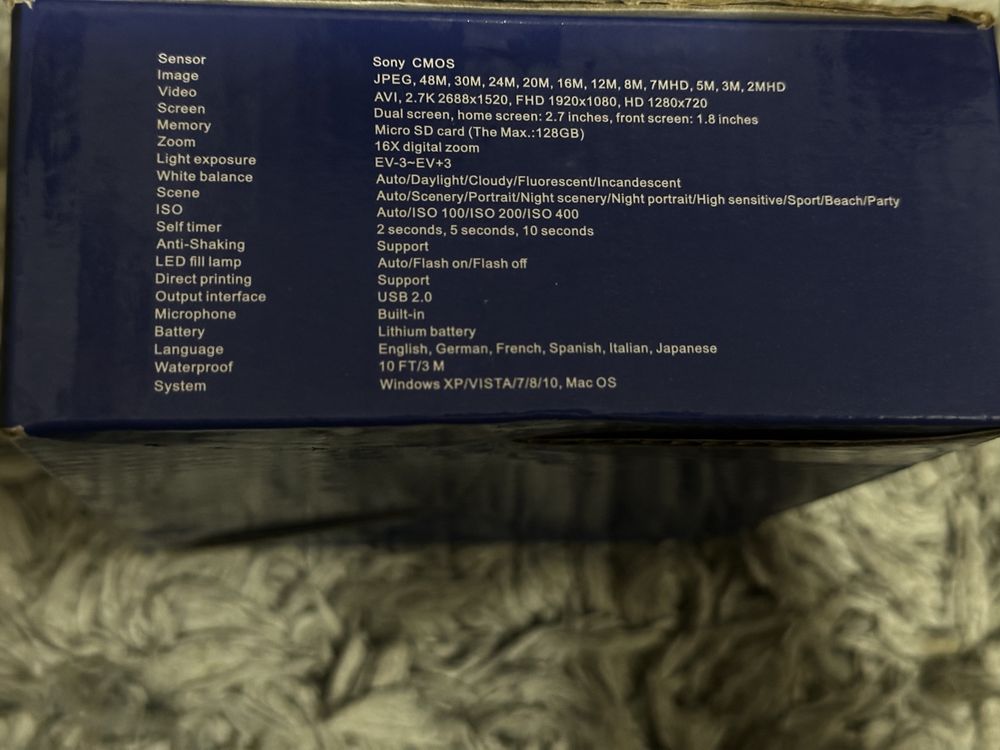 Sensor Sony CMOS
Image JPEG, 48M, 30M, 24M, 20M, 16M, 12M, 8M, 7MHD, 5M, 3M, 2MHD
Video AVI, 2.7K 2688x1520, FHD 1920x1080, HD 1280x720
Screen Dual screen, home screen: 2.7 inches, front screen: 1.8 inches
Memory Micro SD card (The Max.:128GB)
Zoom 16X digital zoom
Light exposure EV-3~EV+3
White balance Auto/Daylight/Cloudy/Fluorescent/Incandescent
Scene Auto/Scenery/Portrait/Night scenery/Night portrait/High sensitive/Sport/Beach/Party
ISO Auto/ISO 100/ISO 200/ISO 400
Self timer 2 seconds, 5 seconds, 10 seconds
Anti-Shaking Support
LED fill lamp Auto/Flash on/Flash off
Direct printing Support
Output interface USB 2.0
Microphone Built-in
Battery Lithium battery
Language English, German, French, Spanish, Italian, Japanese
Waterproof 10 FT/3 M
System Windows XP/VISTA/7/8/10, Mac OS